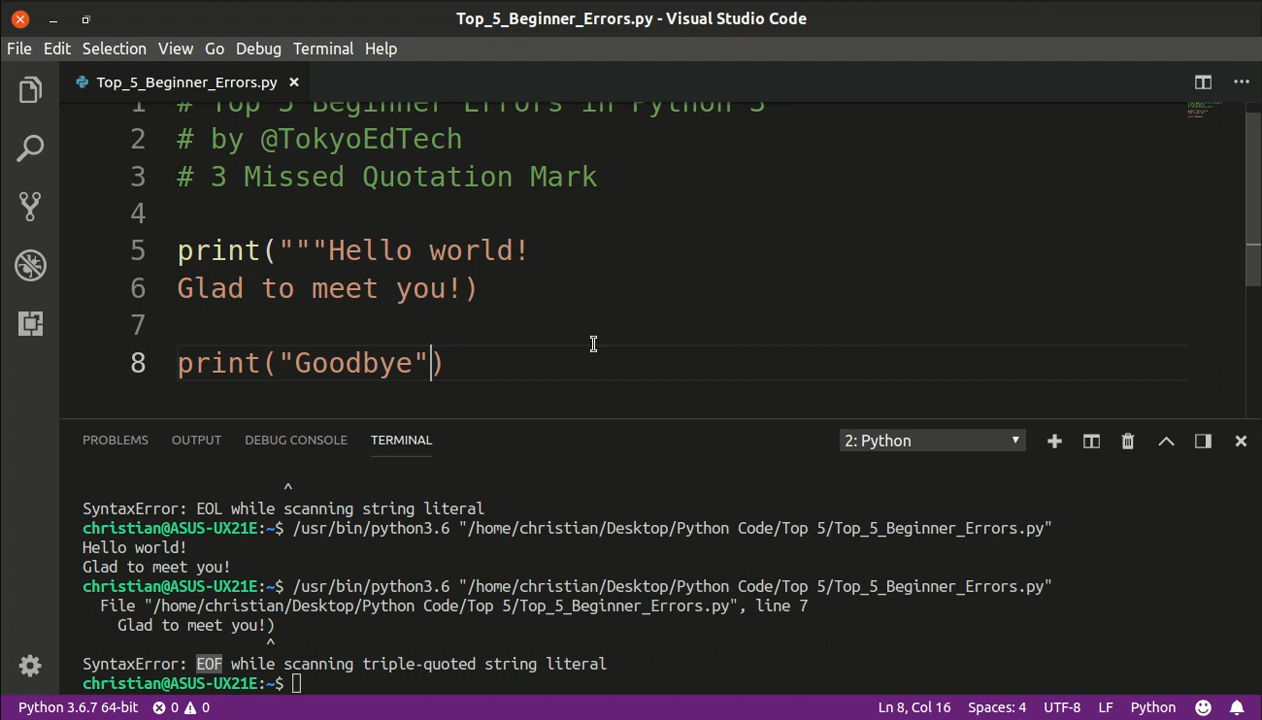 Top_5_Beginner_Errors.py - Visual Studio Code
File Edit Selection View Go Debug Terminal Help
Top_5_Beginner_Errors.py
1 # Top 5 Beginner Errors in Python 3
2 # by @TokyoEdTech
3 # 3 Missed Quotation Mark
4
5 print("""Hello world!
6 Glad to meet you!)
7
8 print("Goodbye")
PROBLEMS OUTPUT DEBUG CONSOLE TERMINAL 2: Python
^
SyntaxError: EOL while scanning string literal
christian@ASUS-UX21E:~$ /usr/bin/python3.6 "/home/christian/Desktop/Python Code/Top 5/Top_5_Beginner_Errors.py"
Hello world!
Glad to meet you!
christian@ASUS-UX21E:~$ /usr/bin/python3.6 "/home/christian/Desktop/Python Code/Top 5/Top_5_Beginner_Errors.py"
File "/home/christian/Desktop/Python Code/Top 5/Top_5_Beginner_Errors.py", line 7
Glad to meet you!)
^
SyntaxError: EOF while scanning triple-quoted string literal
christian@ASUS-UX21E:~$
Python 3.6.7 64-bit 0 0 Ln 8, Col 16 Spaces: 4 UTF-8 LF Python